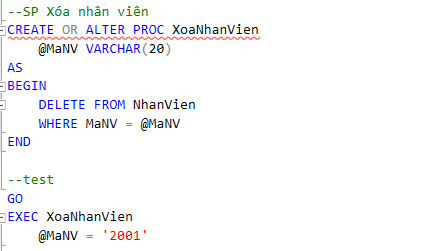 --SP Xóa nhân viên
CREATE OR ALTER PROC XoaNhanVien
    @MaNV VARCHAR(20)
AS
BEGIN
    DELETE FROM NhanVien
    WHERE MaNV = @MaNV
END

--test
GO
EXEC XoaNhanVien
    @MaNV = '2001'